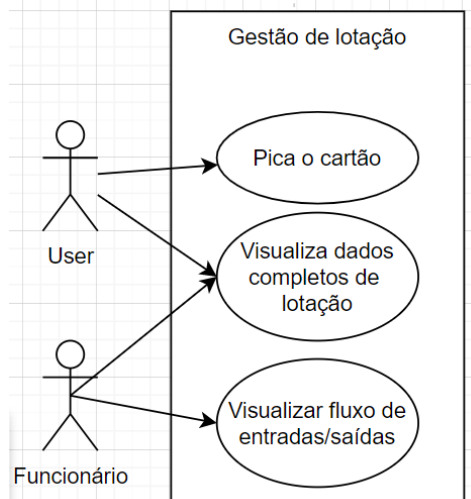 Gestão de lotação
Pica o cartão
User
Visualiza dados
completos de
lotação
Visualizar fluxo de
entradas/saídas
Funcionário